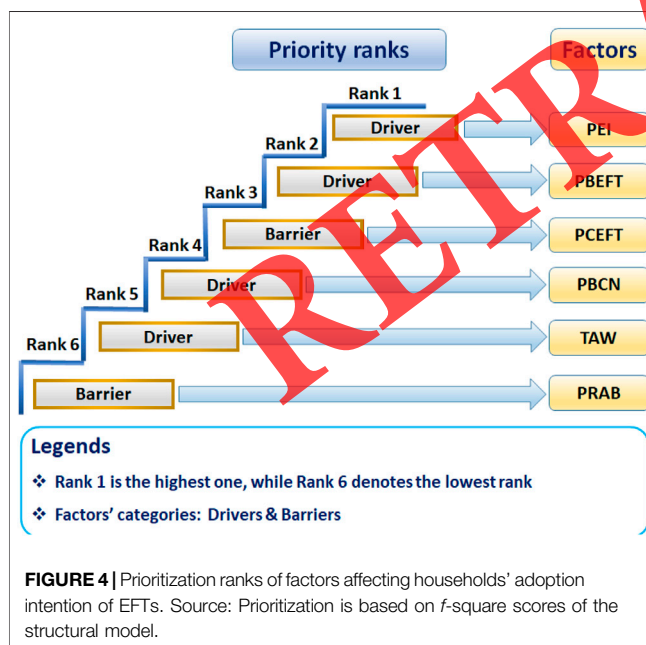 Priority ranks
Factors
Rank 1
Driver
PEI
Rank 2
Driver
PBEFT
Rank 3
Barrier
PCEFT
Rank 4
Driver
PBCN
Rank 5
Driver
TAW
Rank 6
Barrier
PRAB
RETR
Legends
❖ Rank 1 is the highest one, while Rank 6 denotes the lowest rank
❖ Factors' categories: Drivers & Barriers
FIGURE 4 | Prioritization ranks of factors affecting households' adoption
intention of EFTs. Source: Prioritization is based on f-square scores of the
structural model.